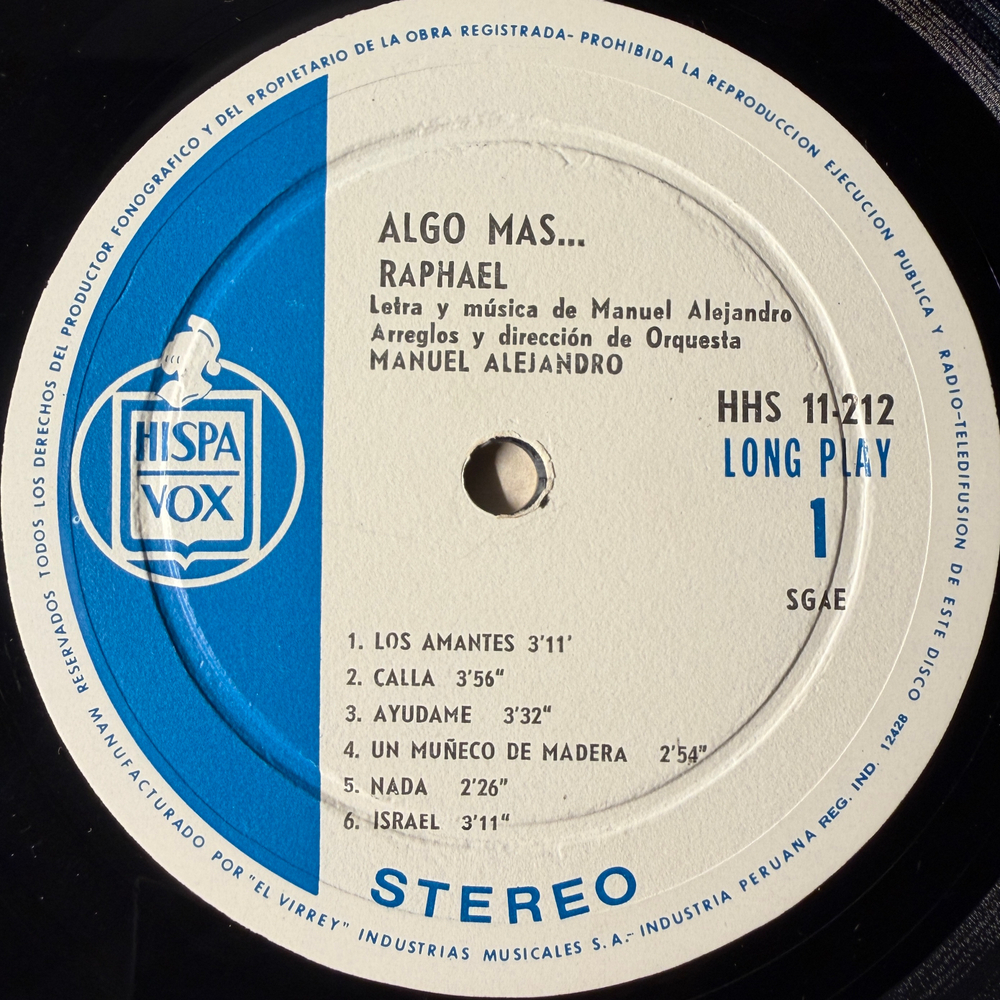 RESERVADOS TODOS LOS DERECHOS DEL PRODUCTOR FONOGRAFICO Y DEL PROPIETARIO DE LA OBRA REGISTRADA- PROHIBIDA LA REPRODUCCION EJECUCION PUBLICA Y RADIO-TELEDIFUSION DE ESTE DISCO
ALGO MAS...
RAPHAEL
Letra y música de Manuel Alejandro
Arreglos y dirección de Orquesta
MANUEL ALEJANDRO
HHS 11-212
LONG PLAY
1
SGAE
HISPA
VOX
1. LOS AMANTES 3'11'
2. CALLA 3'56"
3. AYUDAME 3'32"
4. UN MUÑECO DE MADERA 2'54"
5. NADA 2'26"
6. ISRAEL 3'11"
STEREO
MANUFACTURADO POR "EL VIRREY" INDUSTRIAS MUSICALES S.A.- INDUSTRIA PERUANA REG. IND. 12428